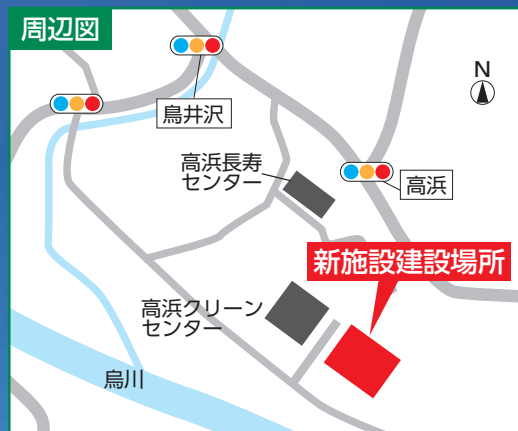 周辺図
N
鳥井沢
高浜長寿
センター
高浜
新施設建設場所
高浜クリーン
センター
烏川